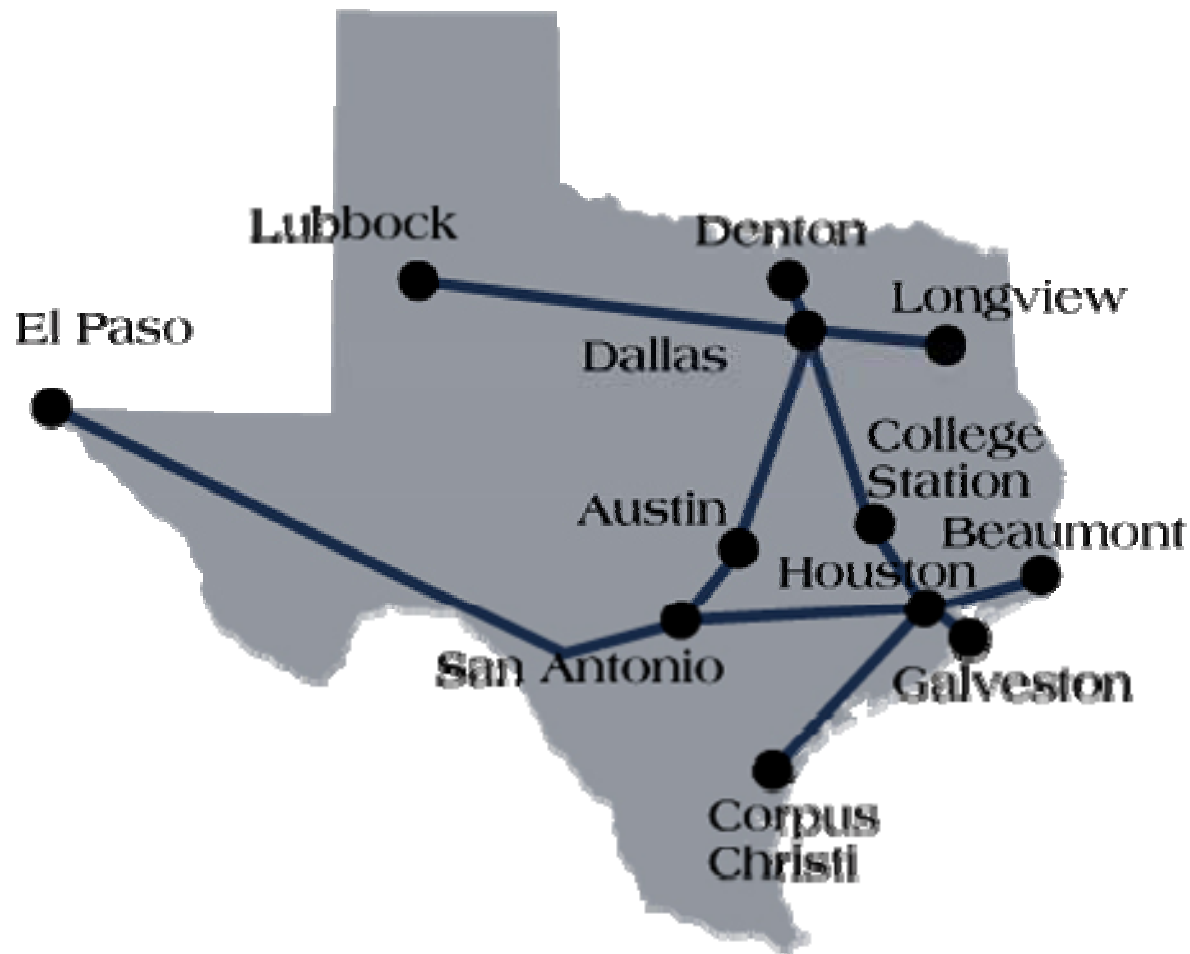 Lubbock
Denton
Longview
El Paso
Dallas
College
Station
Austin
Beaumont
Houston
San Antonio
Galveston
Corpus
Christi